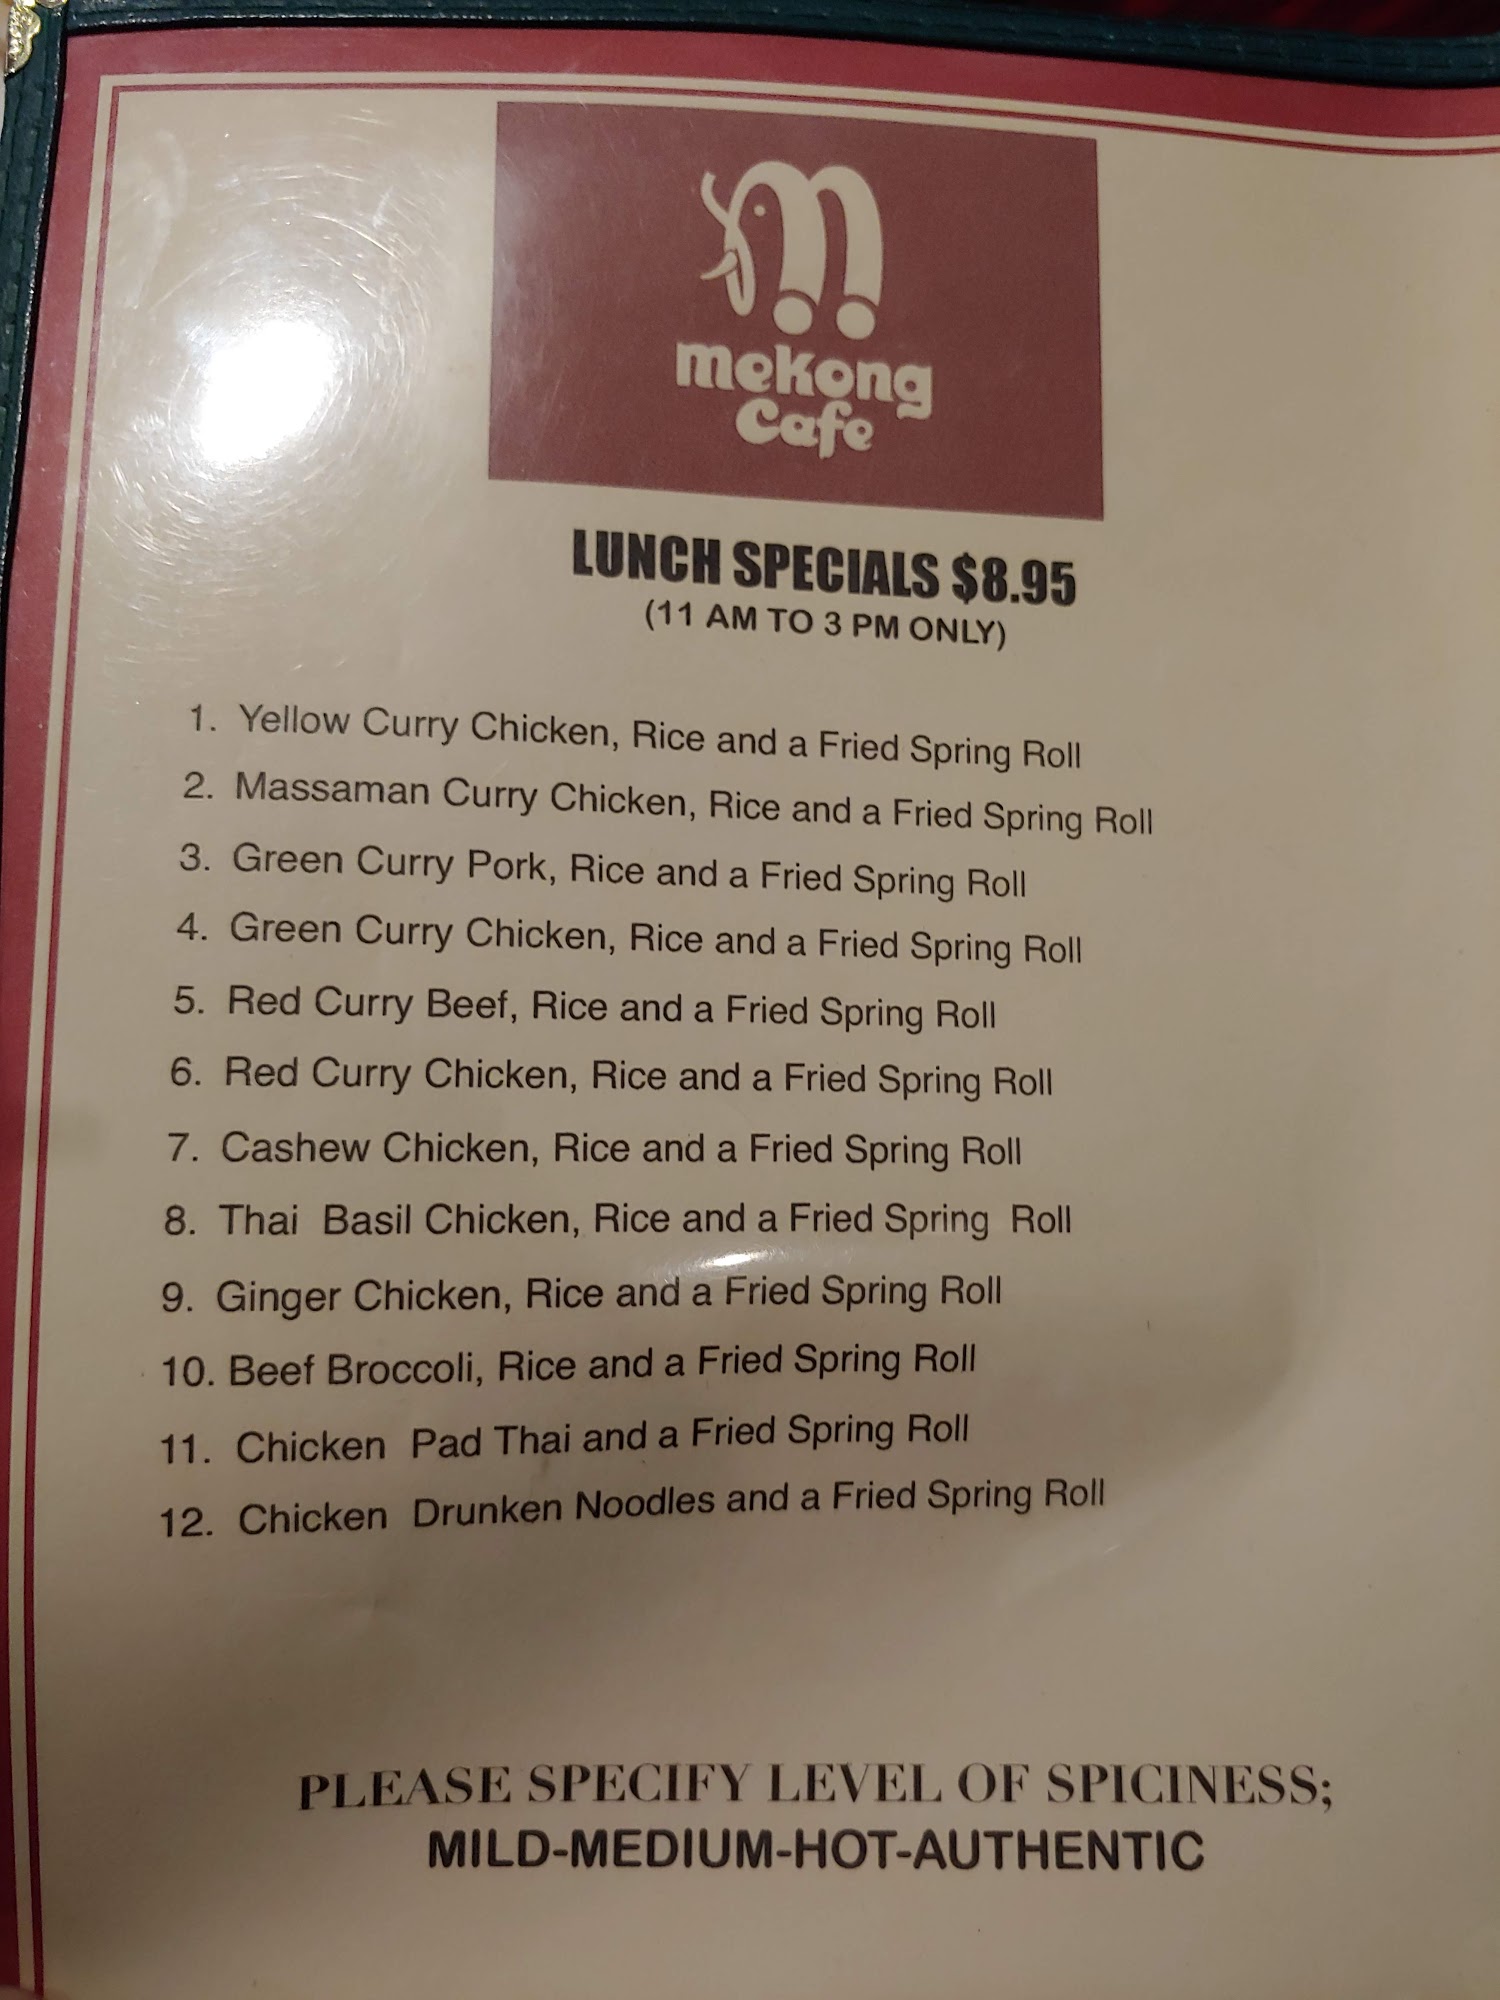 mekong
Cafe
LUNCH SPECIALS $8.95
(11 AM TO 3 PM ONLY)
1. Yellow Curry Chicken, Rice and a Fried Spring Roll
2. Massaman Curry Chicken, Rice and a Fried Spring Roll
3. Green Curry Pork, Rice and a Fried Spring Roll
4. Green Curry Chicken, Rice and a Fried Spring Roll
5. Red Curry Beef, Rice and a Fried Spring Roll
6. Red Curry Chicken, Rice and a Fried Spring Roll
7. Cashew Chicken, Rice and a Fried Spring Roll
8. Thai Basil Chicken, Rice and a Fried Spring Roll
9. Ginger Chicken, Rice and a Fried Spring Roll
10. Beef Broccoli, Rice and a Fried Spring Roll
11. Chicken Pad Thai and a Fried Spring Roll
12. Chicken Drunken Noodles and a Fried Spring Roll
PLEASE SPECIFY LEVEL OF SPICINESS;
MILD-MEDIUM-HOT-AUTHENTIC